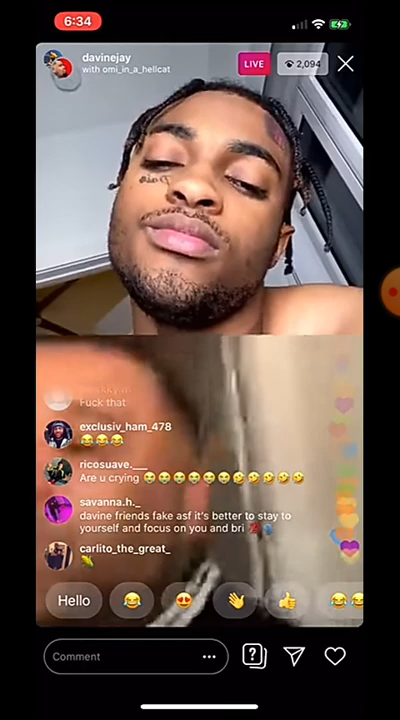 6:34
davinejay
with omi_in_a_hellcat
LIVE
2,094
Fuck that
exclusiv_ham_478
😂😂😂
ricosuave.___
Are u crying 😭😭😭😭😭😭😭🤣🤣🤣🤣🤣
savanna.h._
davine friends fake asf it's better to stay to
yourself and focus on you and bri
carlito_the_great_
Hello
Comment